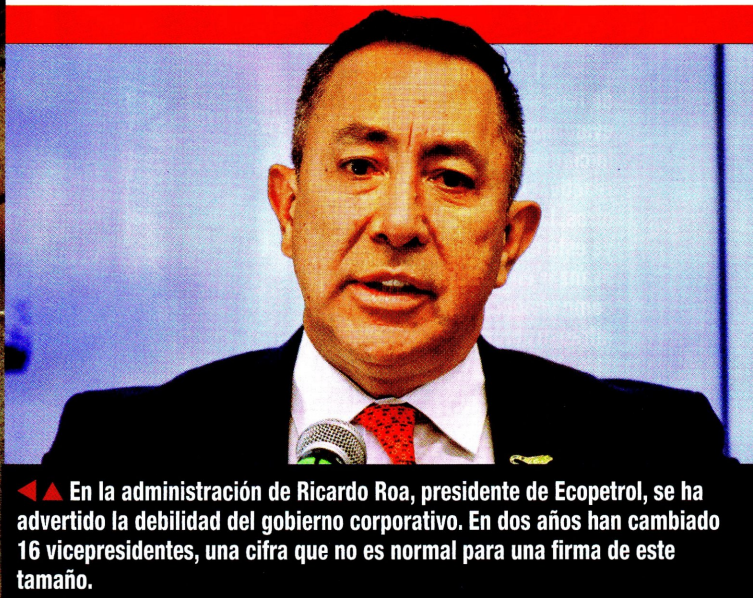 En la administración de Ricardo Roa, presidente de Ecopetrol, se ha
advertido la debilidad del gobierno corporativo. En dos años han cambiado
16 vicepresidentes, una cifra que no es normal para una firma de este
tamaño.